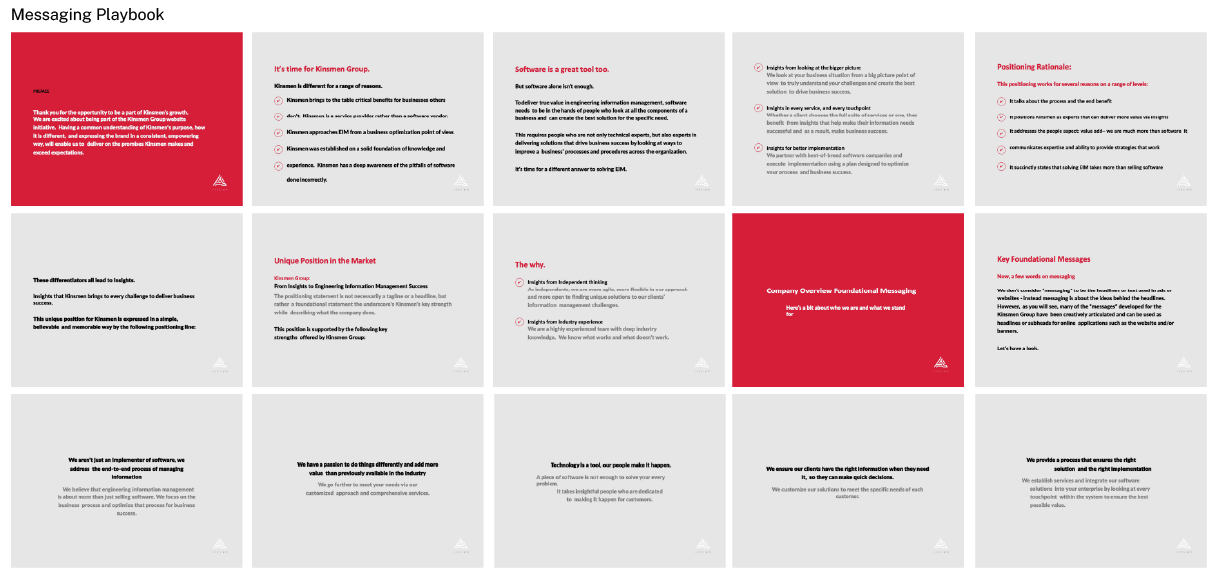 Messaging Playbook
PREFACE
Thank you for the opportunity to be a part of Kinsmen's growth.
We are excited about being part of the Kinsmen Group website
initiative. Having a common understanding of Kinsmen's purpose, how
it is different, and expressing the brand in a consistent, empowering
way, will enable us to deliver on the promises Kinsmen makes and
exceed expectations.
It's time for Kinsmen Group.
Kinsmen is different for a range of reasons.
Kinsmen brings to the table critical benefits for businesses others
don't. Kinsmen is a service provider rather than a software vendor.
Kinsmen approaches EIM from a business optimization point of view.
Kinsmen was established on a solid foundation of knowledge and
experience. Kinsmen has a deep awareness of the pitfalls of software
done incorrectly.
Software is a great tool too.
But software alone isn't enough.
To deliver true value in engineering information management, software
needs to be in the hands of people who look at all the components of a
business and can create the best solution for the specific need.
This requires people who are not only technical experts, but also experts in
delivering solutions that drive business success by looking at ways to
improve a business' processes and procedures across the organization.
It's time for a different answer to solving EIM.
Insights from looking at the bigger picture
We look at your business situation from a big picture point of
view to truly understand your challenges and create the best
solution to drive business success.
Insights in every service, and every touchpoint
Whether a client chooses the full suite of services or one, they
benefit from insights that help make their information needs
successful and as a result, make business success.
Insights for better implementation
We partner with best-of-breed software companies and
execute implementation using a plan designed to optimize
your process and business success.
Positioning Rationale:
This positioning works for several reasons on a range of levels:
It talks about the process and the end benefit
It positions Kinsmen as experts that can deliver more value via insights
It addresses the people aspect value add – we are much more than software It
communicates expertise and ability to provide strategies that work
It succinctly states that solving EIM takes more than selling software
These differentiators all lead to insights.
Insights that Kinsmen brings to every challenge to deliver business
success.
This unique position for Kinsmen is expressed in a simple,
believable and memorable way by the following positioning line:
Unique Position in the Market
Kinsmen Group:
From Insights to Engineering Information Management Success
The positioning statement is not necessarily a tagline or a headline, but
rather a foundational statement the underscore's Kinsmen's key strength
while describing what the company does.
This position is supported by the following key
strengths offered by Kinsmen Group:
The why.
Insights from independent thinking
As independents, we are more agile, more flexible in our approach
and more open to finding unique solutions to our clients'
information management challenges.
Insights from industry experience
We are a highly experienced team with deep industry
knowledge. We know what works and what doesn't work.
Company Overview Foundational Messaging
Here's a bit about who we are and what we stand
for
Key Foundational Messages
Now, a few words on messaging
We don't consider "messaging" to be the headlines or text used in ads or
websites - instead messaging is about the ideas behind the headlines.
However, as you will see, many of the "messages" developed for the
Kinsmen Group have been creatively articulated and can be used as
headlines or subheads for online applications such as the website and/or
banners.
Let's have a look.
We aren't just an implementer of software, we
address the end-to-end process of managing
information
We believe that engineering information management
is about more than just selling software. We focus on the
business process and optimize that process for business
success.
We have a passion to do things differently and add more
value than previously available in the industry
We go further to meet your needs via our
customized approach and comprehensive services.
Technology is a tool, our people make it happen.
A piece of software is not enough to solve your every
problem.
It takes insightful people who are dedicated
to making it happen for customers.
We ensure our clients have the right information when they need
it, so they can make quick decisions.
We customize our solutions to meet the specific needs of each
customer.
We provide a process that ensures the right
solution and the right implementation
We establish services and integrate our software
solutions into your enterprise by looking at every
touchpoint within the system to ensure the best
possible value.